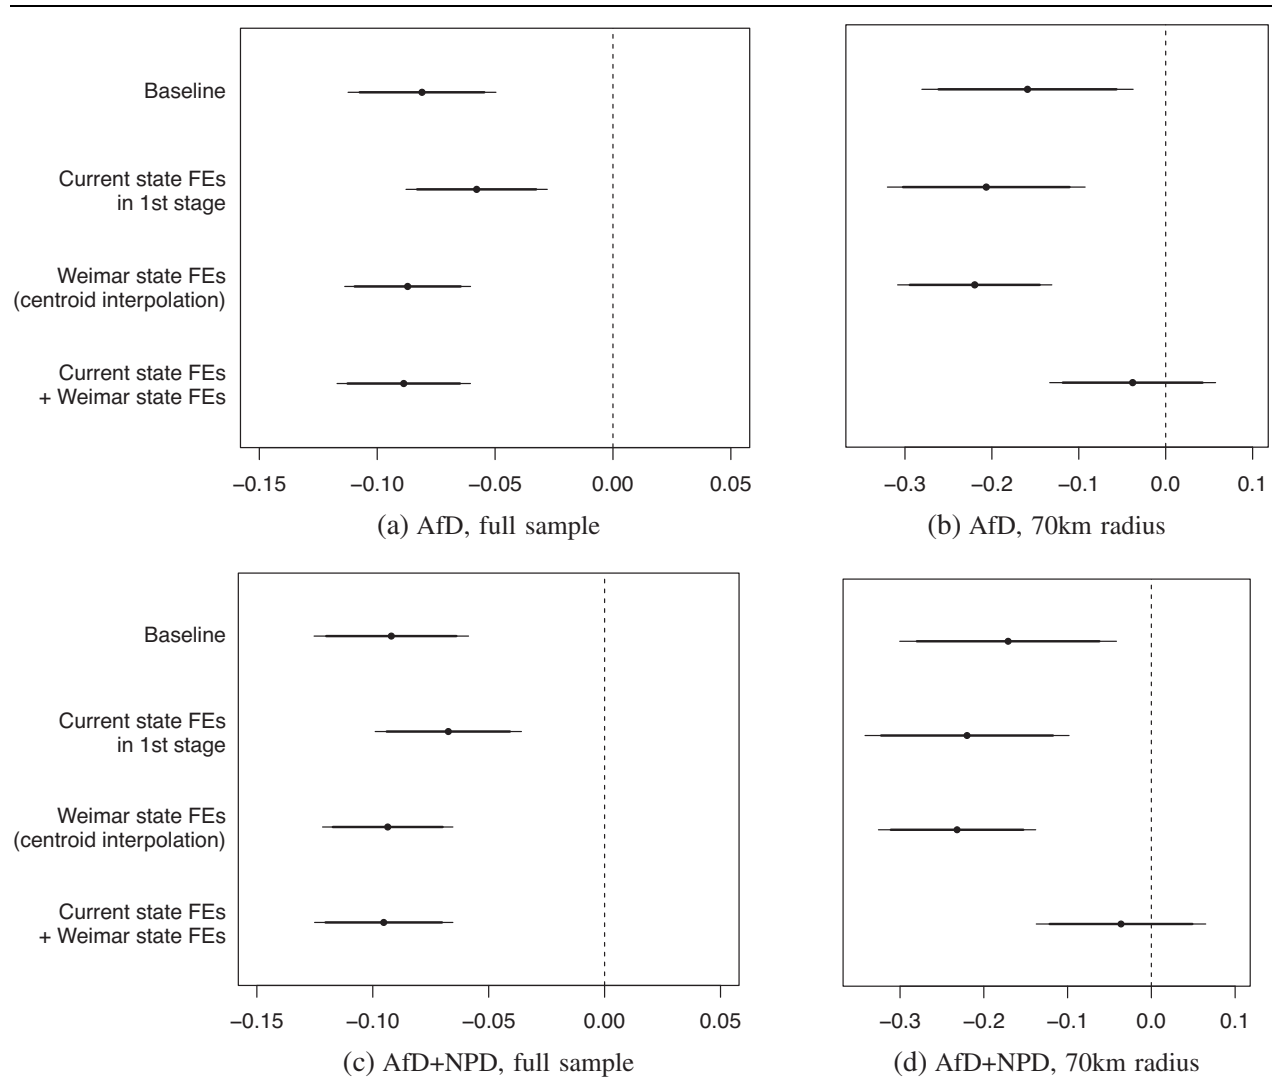 Baseline
Current state FEs
in 1st stage
Weimar state FEs
(centroid interpolation)
Current state FEs
+ Weimar state FEs
−0.15 −0.10 −0.05 0.00 0.05
(a) AfD, full sample
−0.3 −0.2 −0.1 0.0 0.1
(b) AfD, 70km radius
Baseline
Current state FEs
in 1st stage
Weimar state FEs
(centroid interpolation)
Current state FEs
+ Weimar state FEs
−0.15 −0.10 −0.05 0.00 0.05
(c) AfD+NPD, full sample
−0.3 −0.2 −0.1 0.0 0.1
(d) AfD+NPD, 70km radius